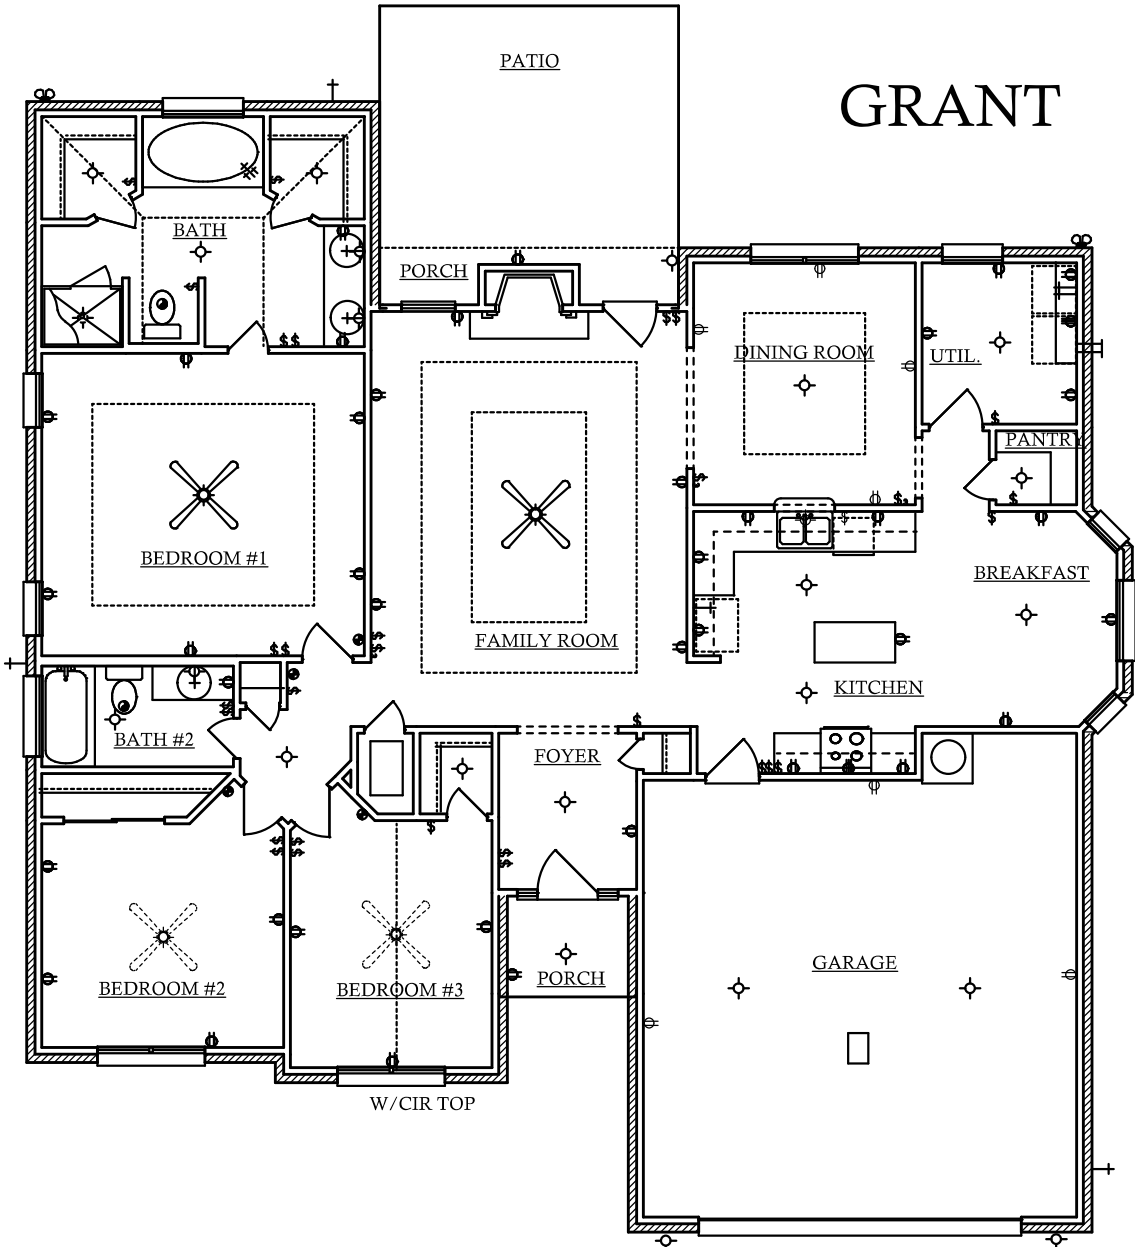 PATIO
GRANT
BATH
PORCH
DINING ROOM
UTIL.
PANTRY
BEDROOM #1
BREAKFAST
FAMILY ROOM
KITCHEN
BATH #2
FOYER
GARAGE
PORCH
BEDROOM #2
BEDROOM #3
W/CIR TOP